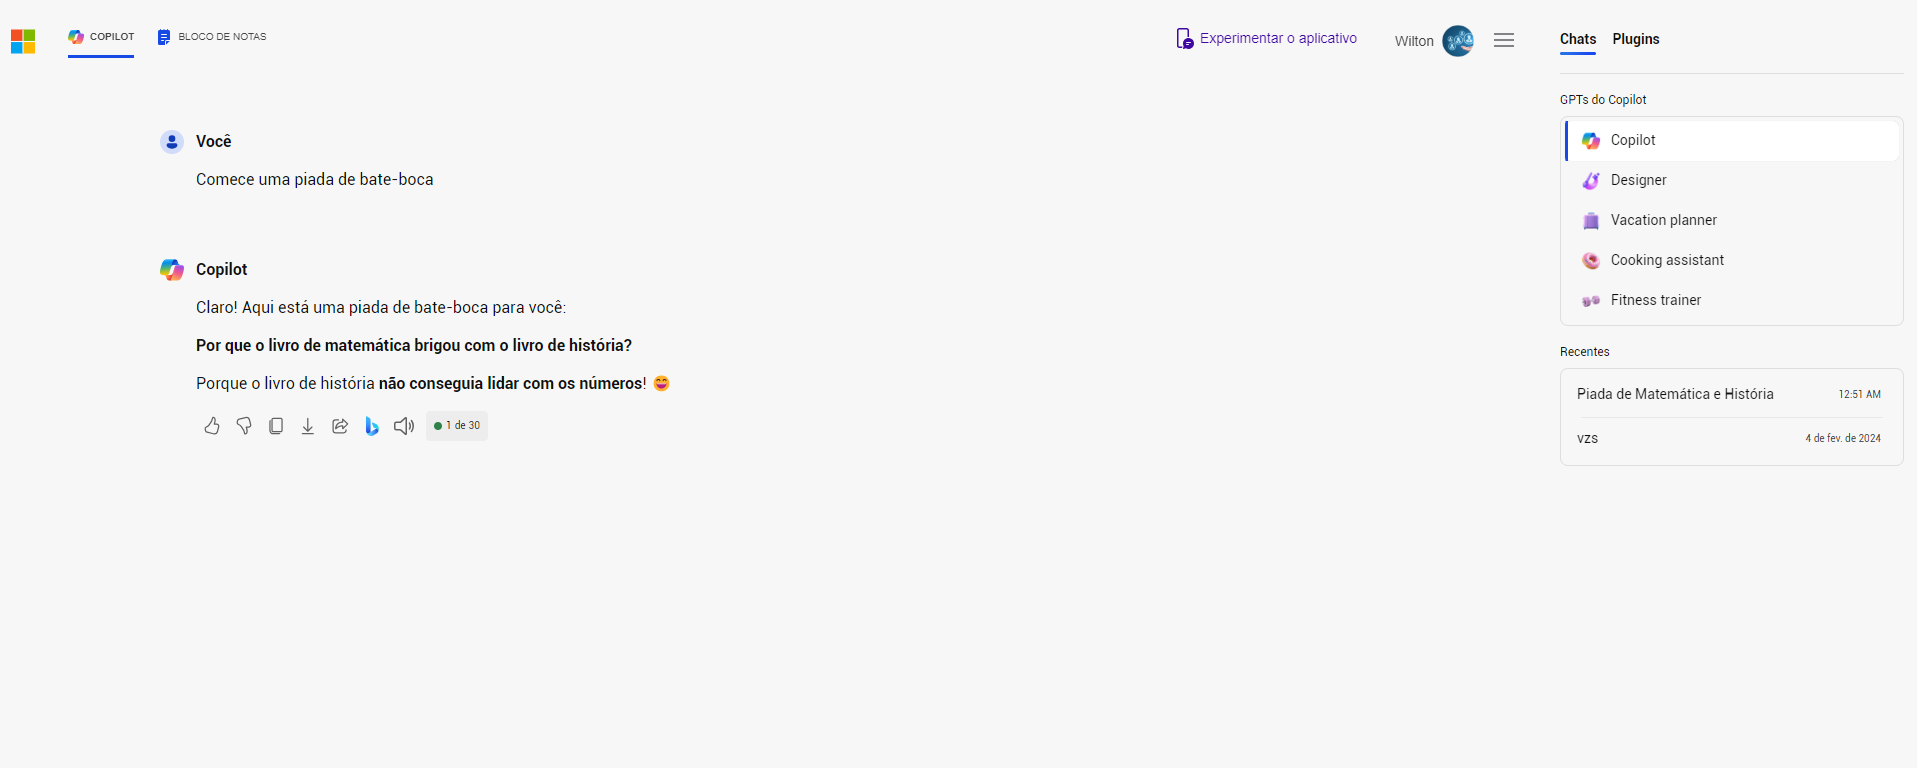 COPILOT
BLOCO DE NOTAS
Experimentar o aplicativo
Wilton
Chats
Plugins
Você
Comece uma piada de bate-boca
Copilot
Claro! Aqui está uma piada de bate-boca para você:
Por que o livro de matemática brigou com o livro de história?
Porque o livro de história não conseguia lidar com os números! 😄
1 de 30
GPTs do Copilot
Copilot
Designer
Vacation planner
Cooking assistant
Fitness trainer
Recentes
Piada de Matemática e História 12:51 AM
vzs 4 de fev. de 2024